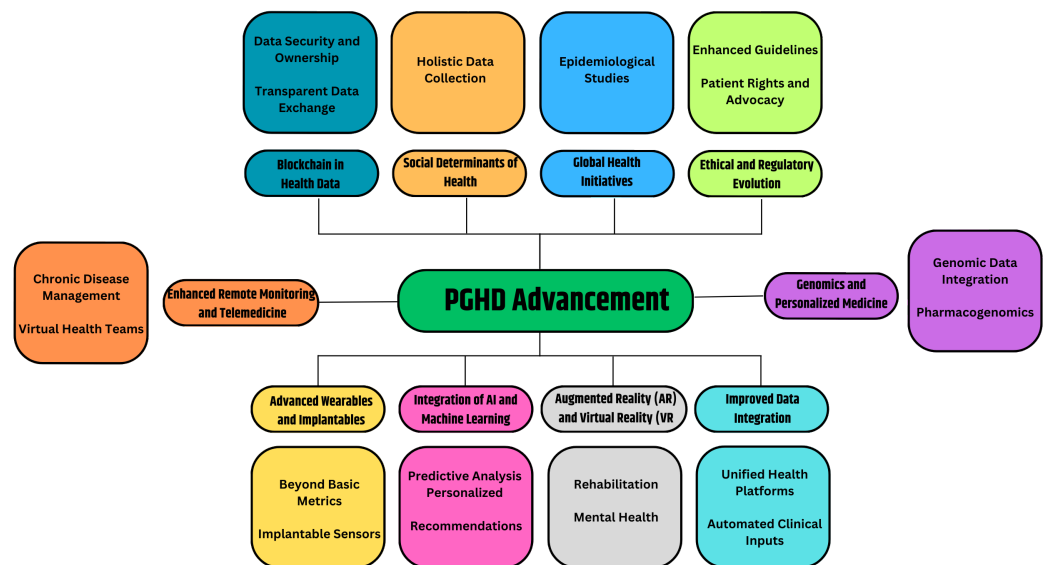 Data Security and
Ownership
Transparent Data
Exchange
Holistic Data
Collection
Epidemiological
Studies
Enhanced Guidelines
Patient Rights and
Advocacy
Blockchain in
Health Data
Social Determinants of
Health
Global Health
Initiatives
Ethical and Regulatory
Evolution
Chronic Disease
Management
Virtual Health Teams
Enhanced Remote Monitoring
and Telemedicine
PGHD Advancement
Genomics and
Personalized Medicine
Genomic Data
Integration
Pharmacogenomics
Advanced Wearables
and Implantables
Integration of AI and
Machine Learning
Augmented Reality (AR)
and Virtual Reality (VR
Improved Data
Integration
Beyond Basic
Metrics
Implantable Sensors
Predictive Analysis
Personalized
Recommendations
Rehabilitation
Mental Health
Unified Health
Platforms
Automated Clinical
Inputs